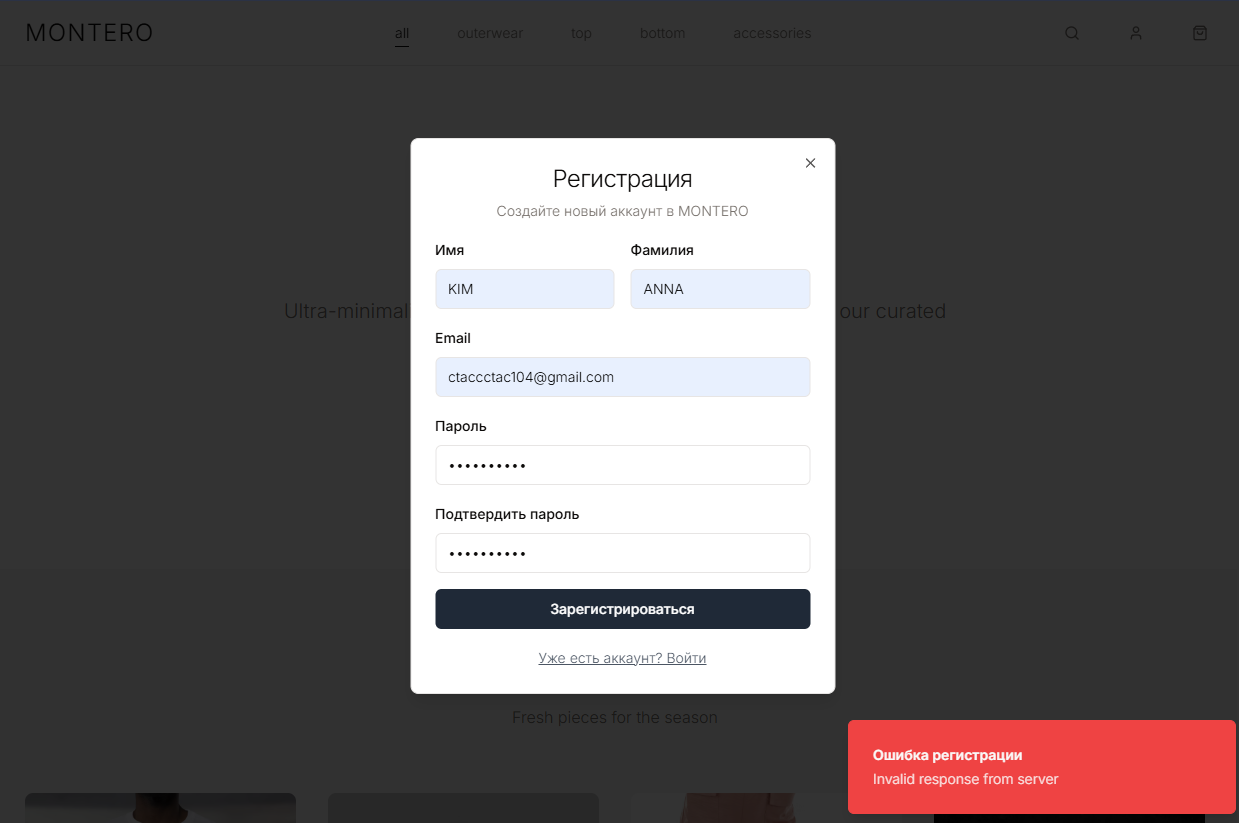 MONTERO
all outerwear top bottom accessories
Регистрация
Создайте новый аккаунт в MONTERO
Имя Фамилия
KIM ANNA
Ultra-minimal our curated
Email
ctaccctac104@gmail.com
Пароль
••••••••••
Подтвердить пароль
••••••••••
Зарегистрироваться
Уже есть аккаунт? Войти
Fresh pieces for the season
Ошибка регистрации
Invalid response from server